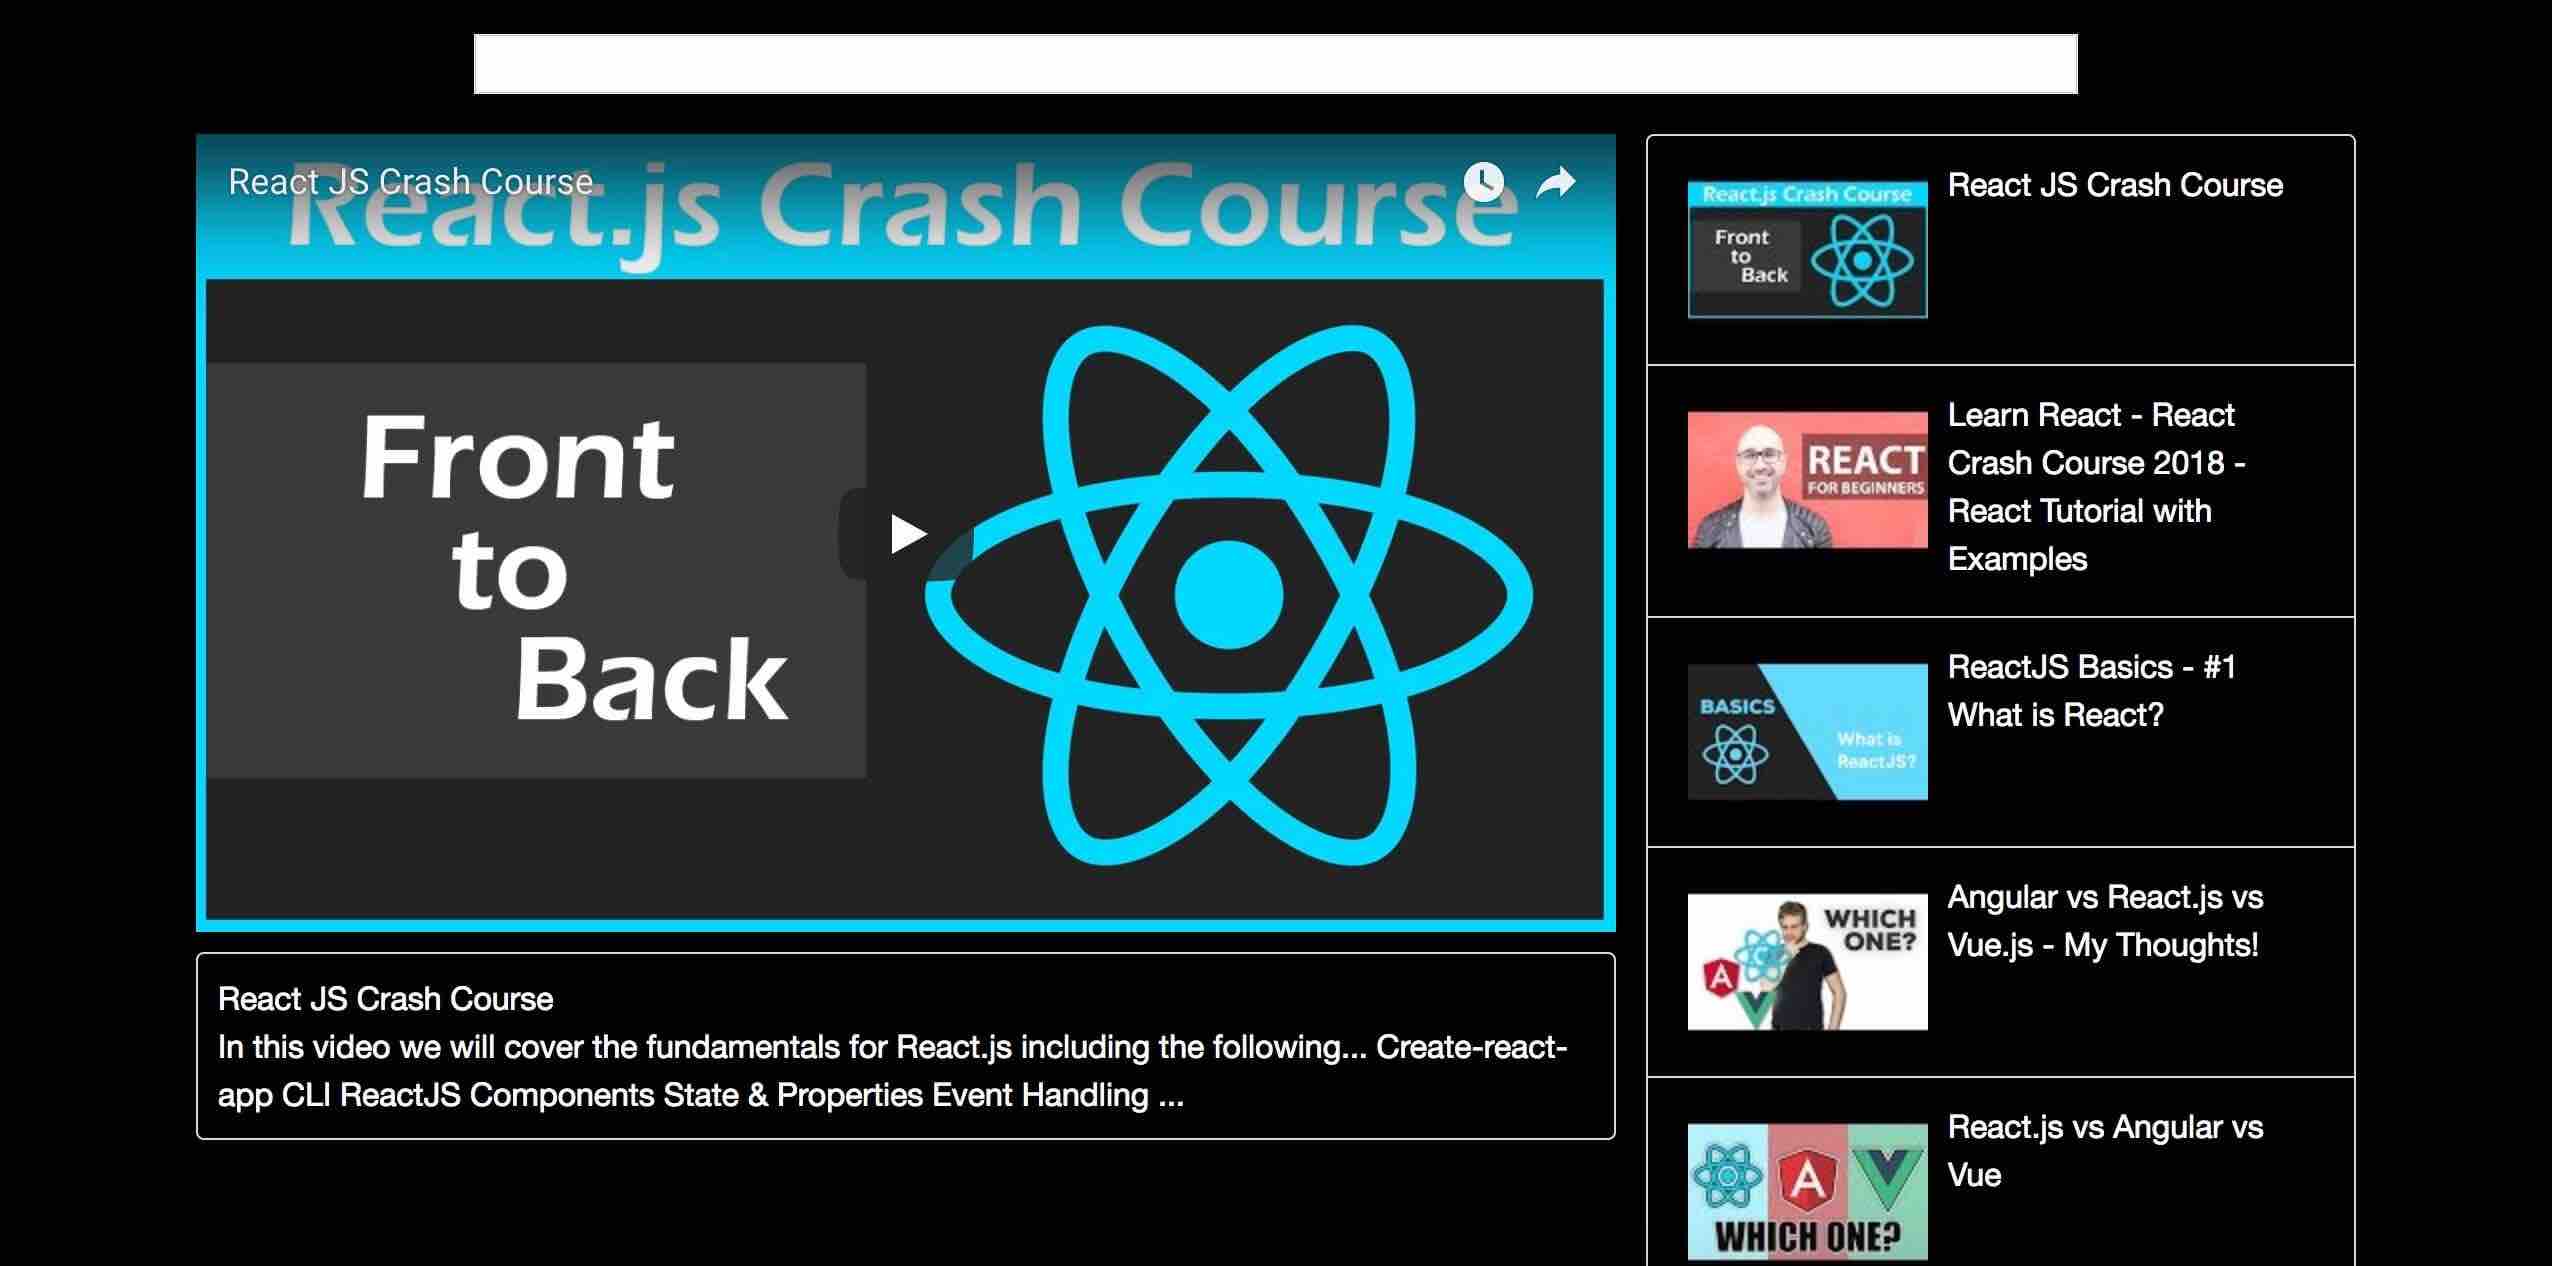 React JS Crash Course
React.js Crash Course
Front
to
Back
React JS Crash Course
In this video we will cover the fundamentals for React.js including the following... Create-react-
app CLI ReactJS Components State & Properties Event Handling ...
React.js Crash Course
Front
to
Back
React JS Crash Course
REACT
FOR BEGINNERS
Learn React - React
Crash Course 2018 -
React Tutorial with
Examples
BASICS
What is
ReactJS?
ReactJS Basics - #1
What is React?
WHICH
ONE?
A
Angular vs React.js vs
Vue.js - My Thoughts!
A
WHICH ONE?
React.js vs Angular vs
Vue